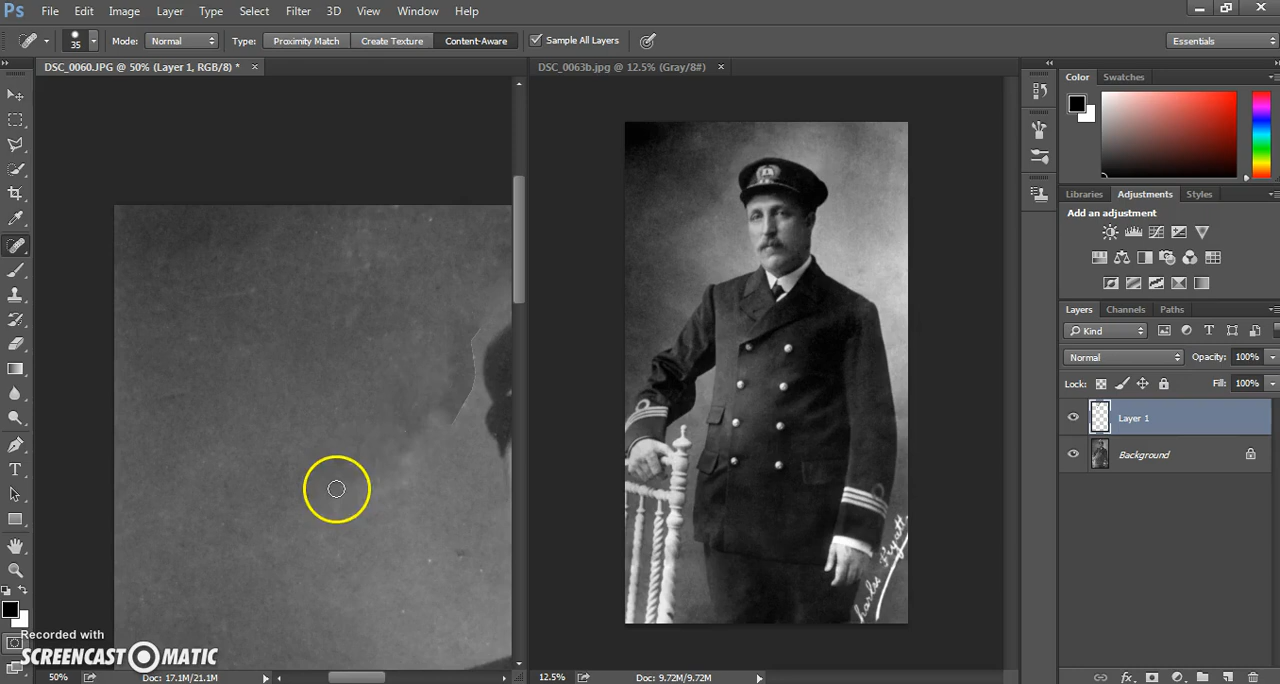 Ps File Edit Image Layer Type Select Filter 3D View Window Help
35 Mode: Normal Type: Proximity Match Create Texture Content-Aware Sample All Layers Essentials
DSC_0060.JPG @ 50% (Layer 1, RGB/8) * × DSC_0063b.jpg @ 12.5% (Gray/8#) ×
Color Swatches
Libraries Adjustments Styles
Add an adjustment
Layers Channels Paths
Kind
Normal Opacity: 100%
Lock: Fill: 100%
Layer 1
Background
Recorded with
SCREENCAST-O-MATIC
50% Doc: 17.1M/21.1M 12.5% Doc: 9.72M/9.72M